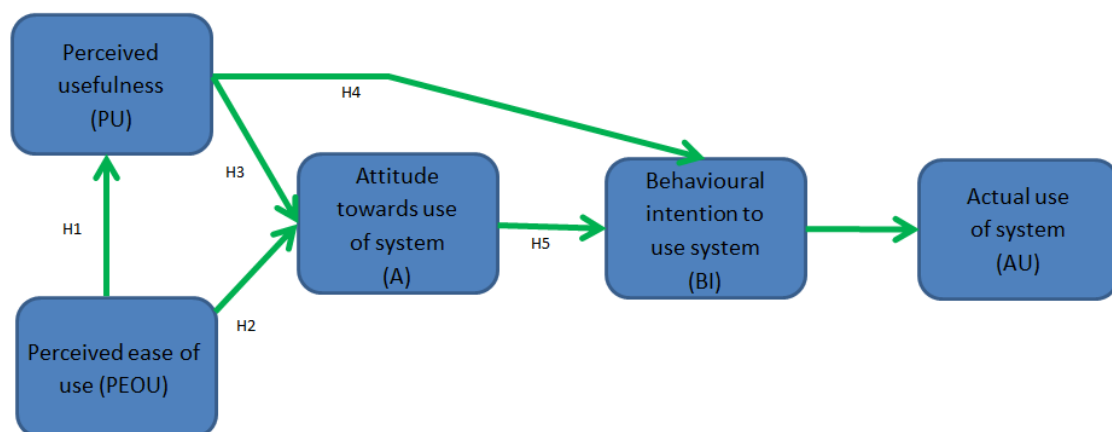 Perceived
usefulness
(PU)
H4
H3
Attitude
towards use
of system
(A)
Behavioural
intention to
use system
(BI)
Actual use
of system
(AU)
H1
H5
H2
Perceived ease of
use (PEOU)